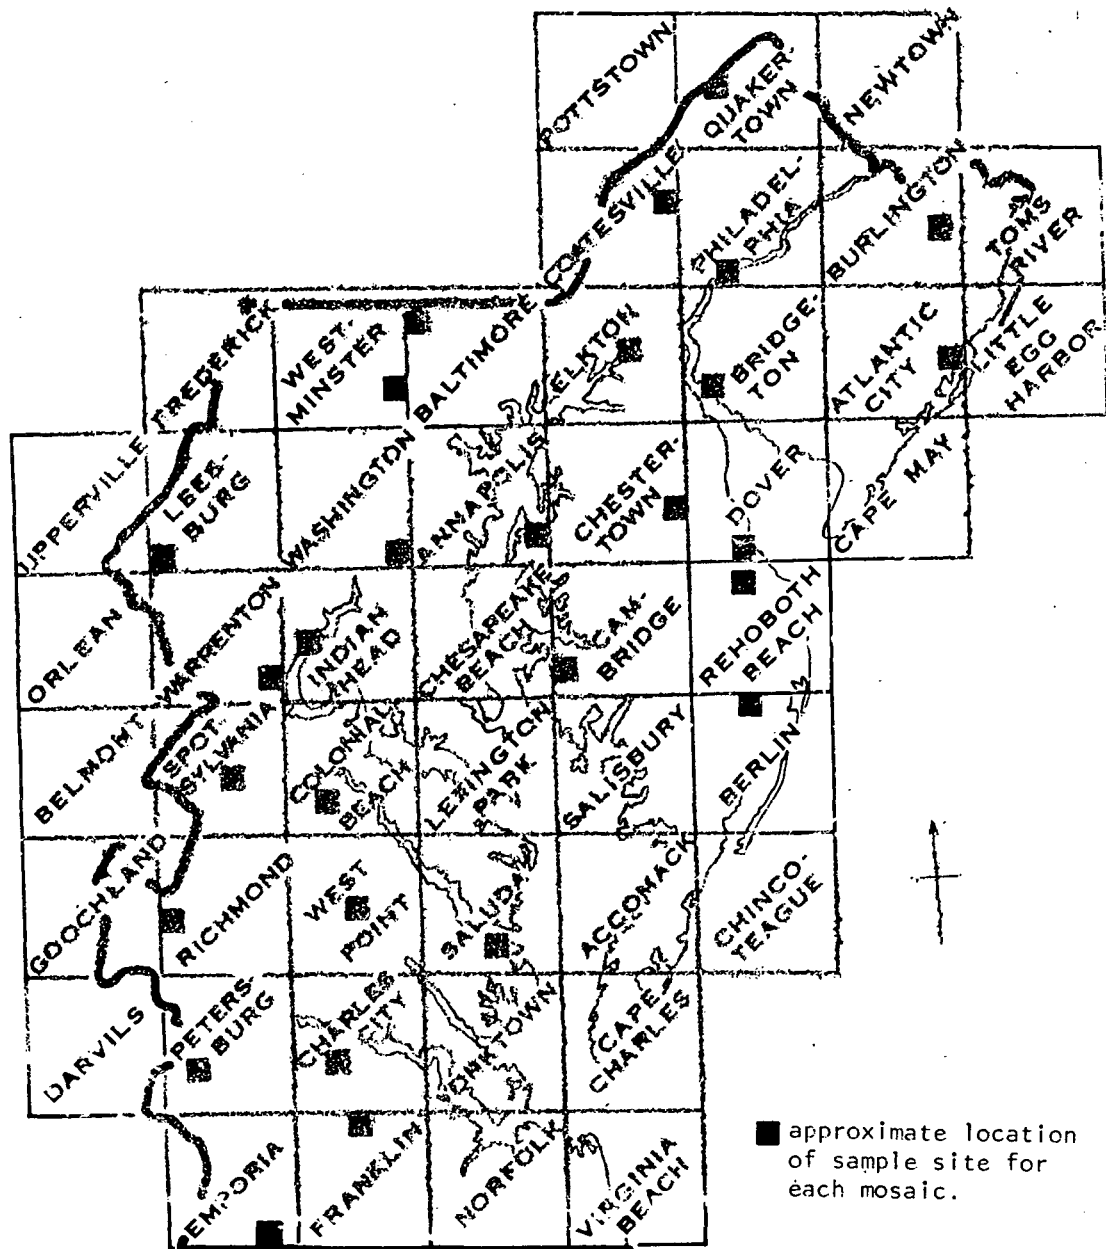 POTTSTOWN
QUAKER-
TOWN
NEWTOWN
COATESVILLE
PHILADEL-
PHIA
BURLINGTON
TOMS
RIVER
FREDERICK
WEST-
MINSTER
BALTIMORE
ELKTON
BRIDGE-
TON
ATLANTIC
CITY
LITTLE
EGG
HARBOR
UPPERVILLE
LEES-
BURG
WASHINGTON
ANNAPOLIS
CHESTER-
TOWN
DOVER
CAPE MAY
ORLEAN
WARRENTON
INDIAN
HEAD
CHESAPEAKE
BEACH
CAM-
BRIDGE
REHOBOTH
BEACH
BELMONT
SPOT-
SYLVANIA
COLONIAL
BEACH
LEXINGTON
PARK
SALISBURY
BERLIN
GOOCHLAND
RICHMOND
WEST
POINT
SALUDA
ACCOMACK
CHINCO-
TEAGUE
DARVILS
PETERS-
BURG
CHARLES
CITY
YORKTOWN
CAPE
CHARLES
EMPORIA
FRANKLIN
NORFOLK
VIRGINIA
BEACH
approximate location
of sample site for
each mosaic.